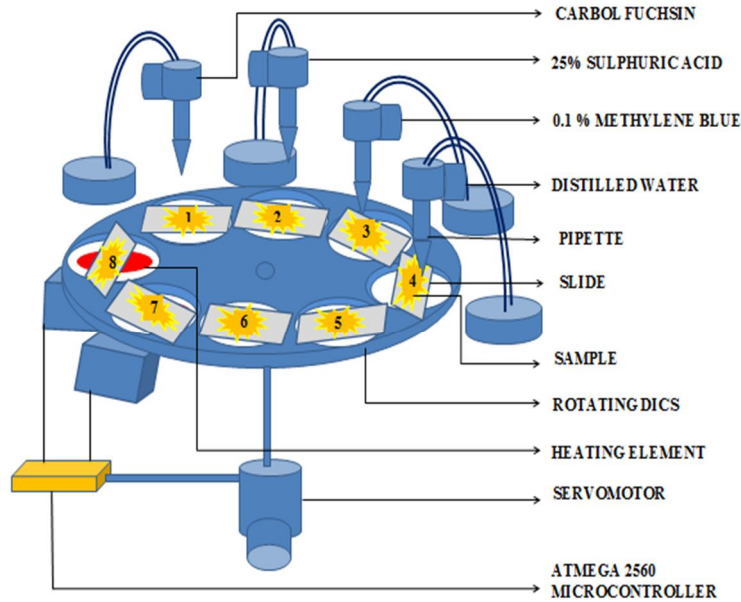 CARBOL FUCHSIN
25% SULPHURIC ACID
0.1 % METHYLENE BLUE
DISTILLED WATER
PIPETTE
SLIDE
SAMPLE
ROTATING DICS
HEATING ELEMENT
SERVOMOTOR
ATMEGA 2560
MICROCONTROLLER
1
2
3
4
5
6
7
8